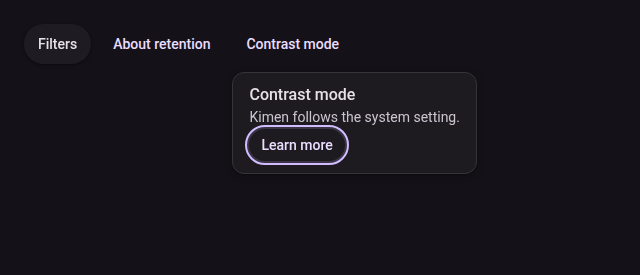 Filters
About retention
Contrast mode
Contrast mode
Kimen follows the system setting.
Learn more